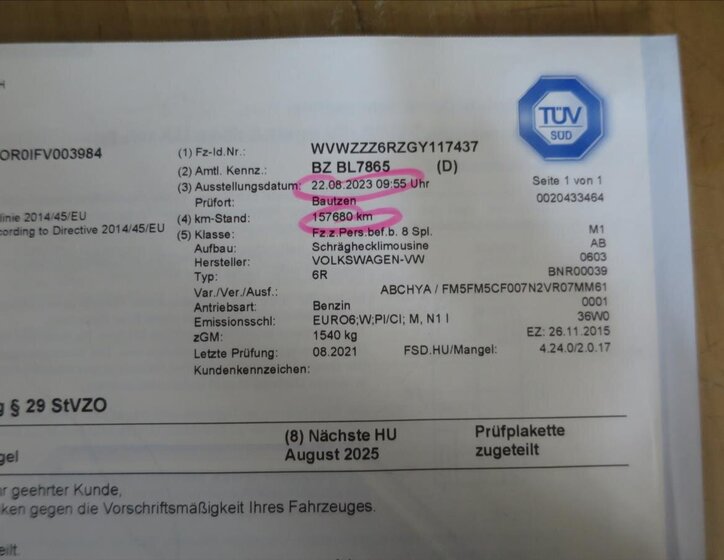 TÜV
SÜD
OR0IFV003984
(1) Fz-Id.Nr.: WVWZZZ6RZGY117437
(2) Amtl. Kennz.: BZ BL7865 (D)
(3) Ausstellungsdatum: 22.08.2023 09:55 Uhr
Seite 1 von 1
Prüfort: Bautzen
0020433464
linie 2014/45/EU
(4) km-Stand: 157680 km
cording to Directive 2014/45/EU
(5) Klasse: Fz.z.Pers.bef.b. 8 Spl. M1
Aufbau: Schräghecklimousine AB
Hersteller: VOLKSWAGEN-VW 0603
Typ: 6R BNR00039
Var./Ver./Ausf.: ABCHYA / FM5FM5CF007N2VR07MM61
Antriebsart: Benzin 0001
Emissionsschl: EURO6;W;PI/CI; M, N1 I 36W0
zGM: 1540 kg EZ: 26.11.2015
Letzte Prüfung: 08.2021 FSD.HU/Mangel: 4.24.0/2.0.17
Kundenkennzeichen:
g § 29 StVZO
(8) Nächste HU Prüfplakette
gel August 2025 zugeteilt
hr geehrter Kunde,
ken gegen die Vorschriftsmäßigkeit Ihres Fahrzeuges.
eilt.